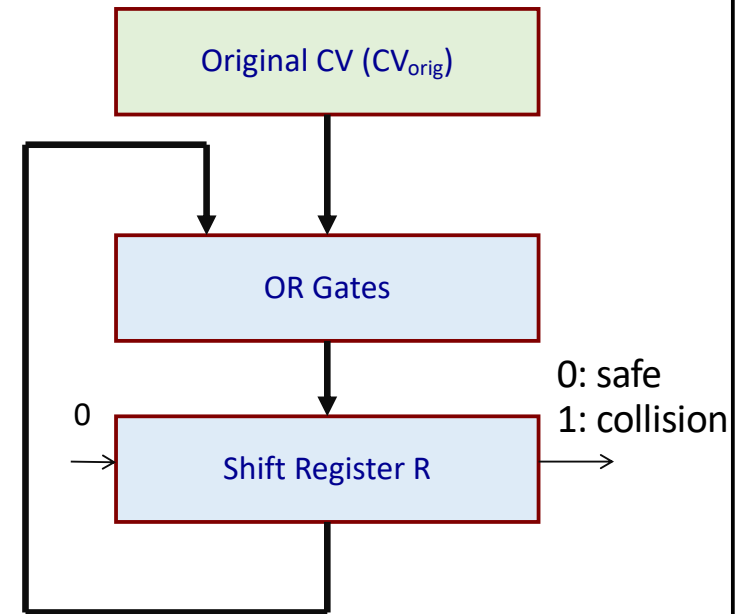 Original CV (CVorig)
OR Gates
0: safe
1: collision
0
Shift Register R